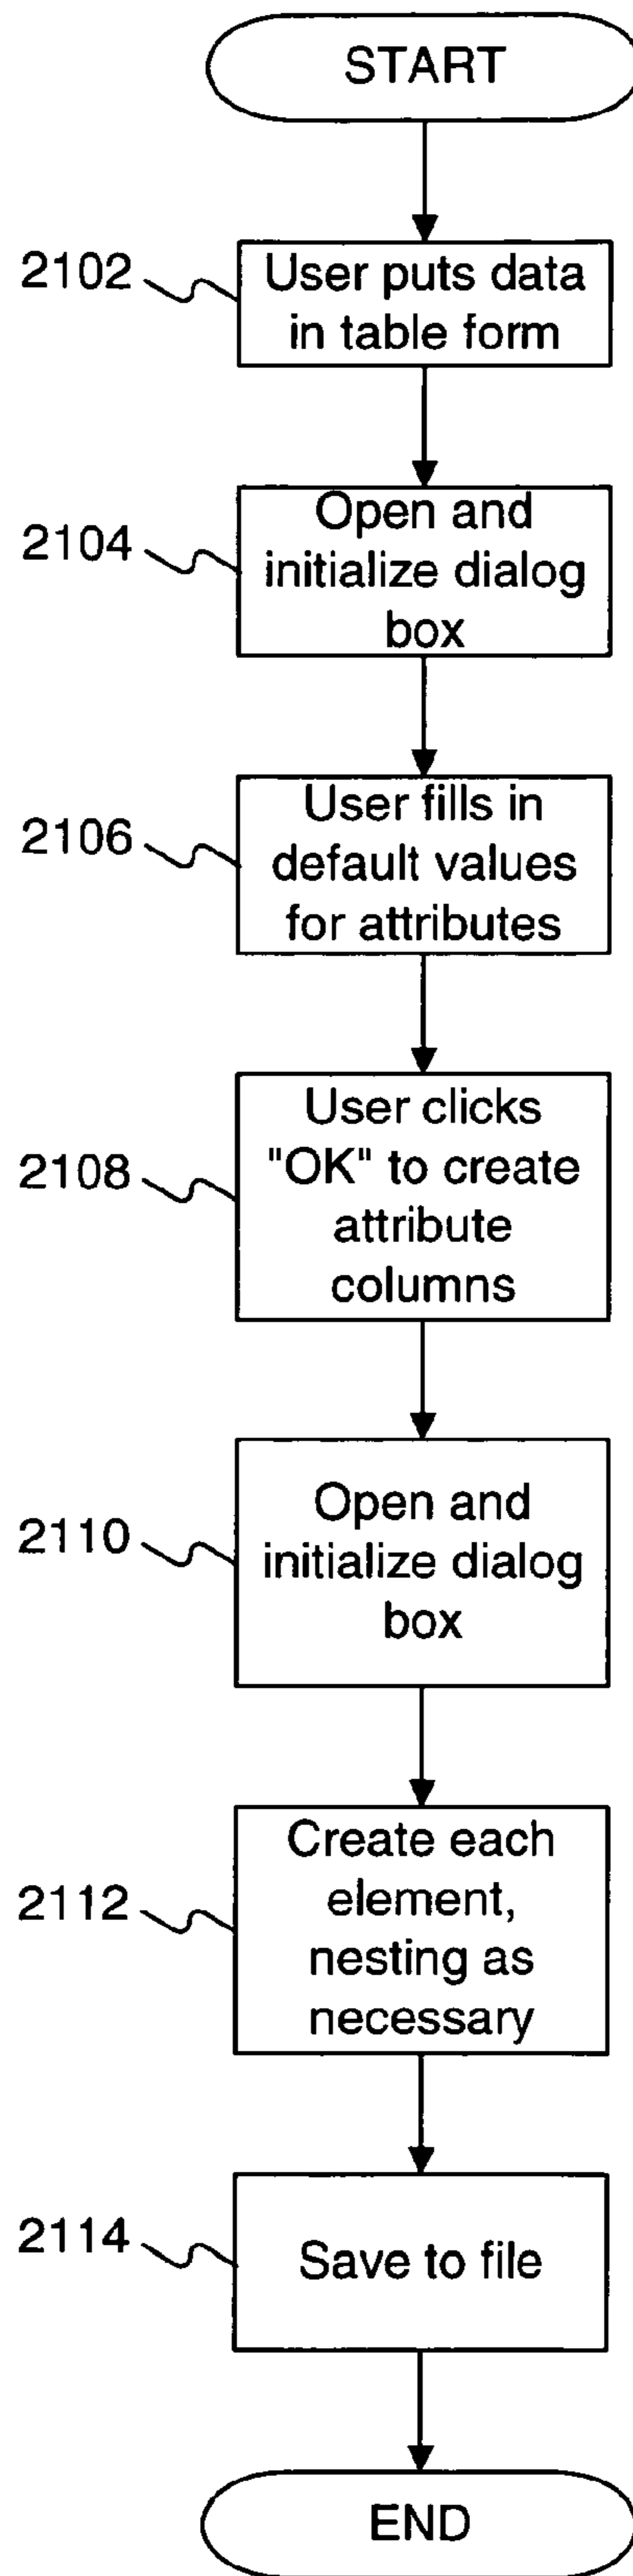 START
2102
User puts data
in table form
2104
Open and
initialize dialog
box
2106
User fills in
default values
for attributes
2108
User clicks
"OK" to create
attribute
columns
2110
Open and
initialize dialog
box
2112
Create each
element,
nesting as
necessary
2114
Save to file
END